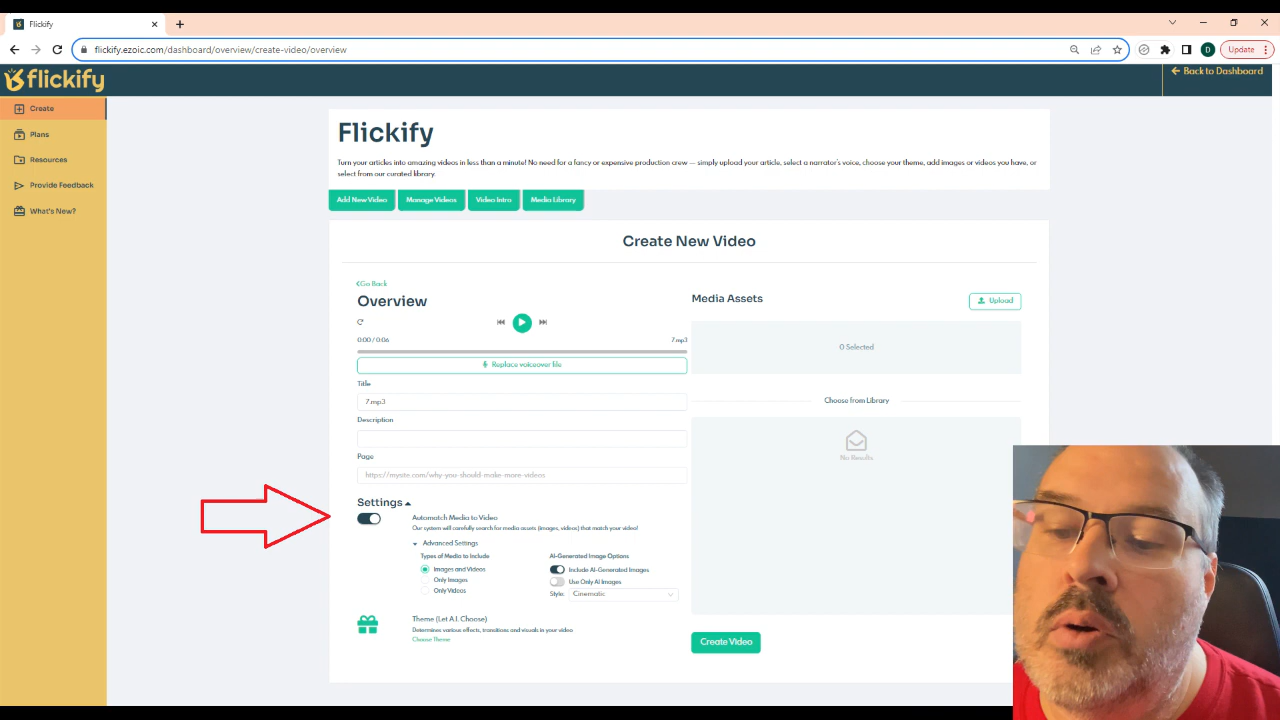 Flickify
flickify.ezoic.com/dashboard/overview/create-video/overview
D
Update
flickify
Back to Dashboard
Create
Plans
Resources
Provide Feedback
What's New?
Flickify
Turn your articles into amazing videos in less than a minute! No need for a fancy or expensive production crew — simply upload your article, select a narrator's voice, choose your theme, add images or videos you have, or
select from our curated library.
Add New Video
Manage Videos
Video Intro
Media Library
Create New Video
Go Back
Overview
0:00 / 0:06
7.mp3
Replace voiceover file
Title
7.mp3
Description
Page
https://mysite.com/why-you-should-make-more-videos
Settings
Automatch Media to Video
Our system will carefully search for media assets (images, videos) that match your video!
Advanced Settings
Types of Media to Include
Images and Videos
Only Images
Only Videos
AI-Generated Image Options
Include AI-Generated Images
Use Only AI Images
Style:
Cinematic
Theme (Let A.I. Choose)
Determines various effects, transitions and visuals in your video
Choose Theme
Media Assets
Upload
0 Selected
Choose from Library
No Results
Create Video